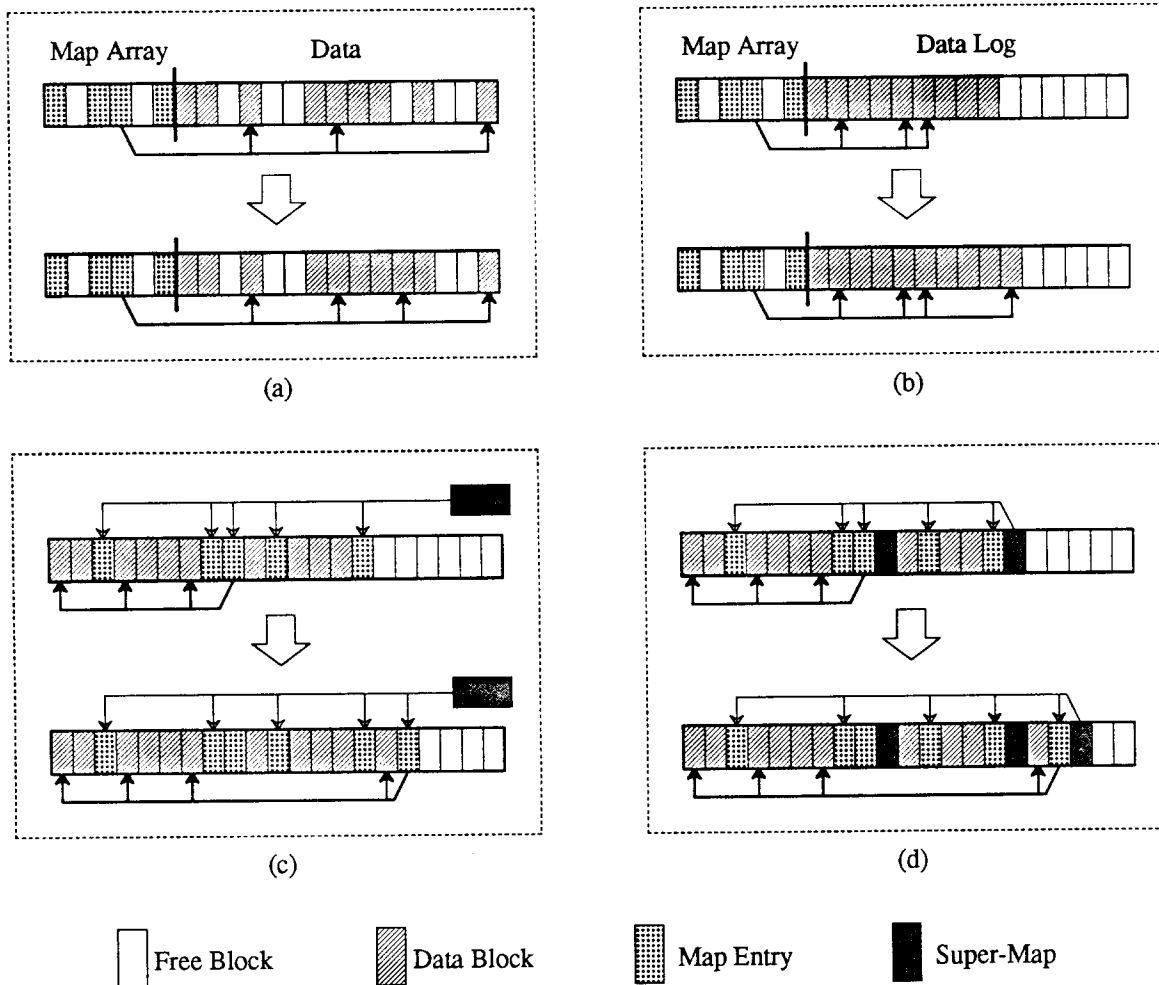 Map Array Data
(a)
Map Array Data Log
(b)
(c)
(d)
Free Block
Data Block
Map Entry
Super-Map